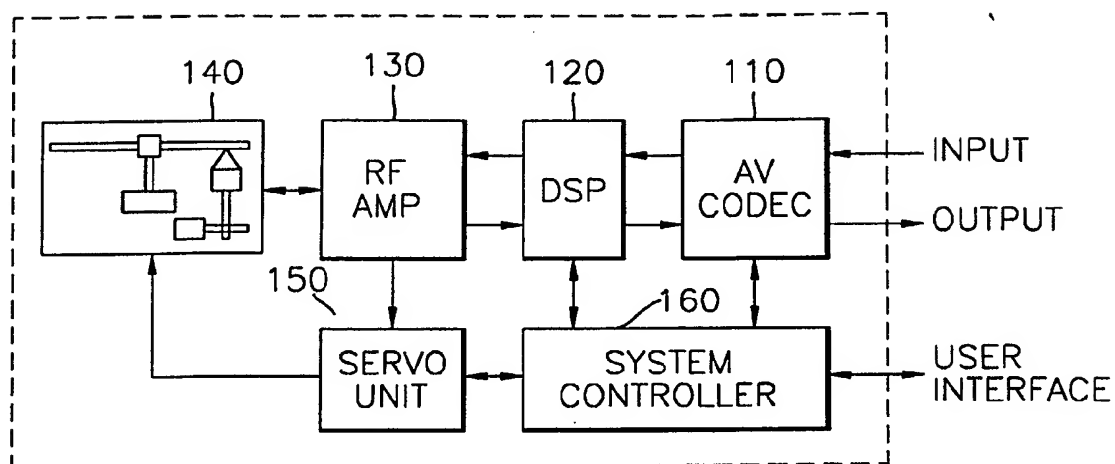 140
130
120
110
RF
AMP
DSP
AV
CODEC
INPUT
OUTPUT
150
160
SERVO
UNIT
SYSTEM
CONTROLLER
USER
INTERFACE